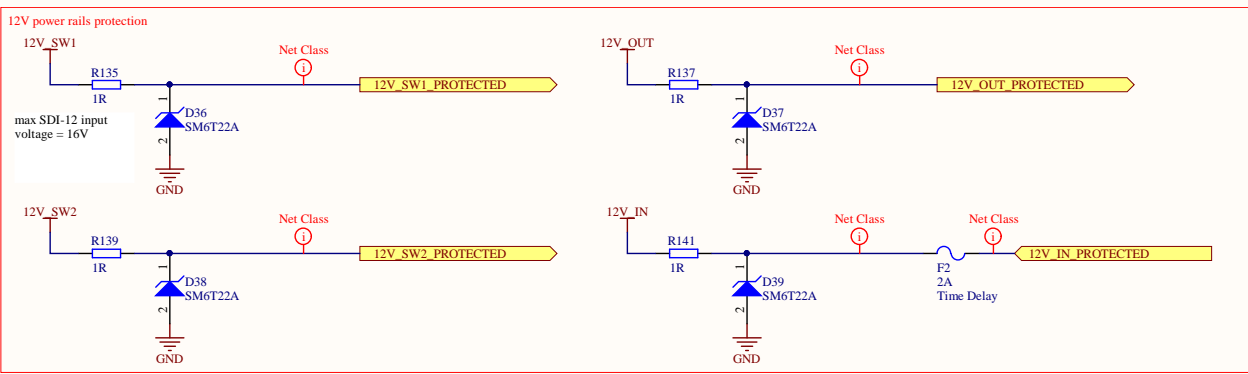 12V power rails protection
12V_SW1
R135
1R
Net Class
i
12V_SW1_PROTECTED
1
D36
SM6T22A
2
GND
max SDI-12 input
voltage = 16V
12V_OUT
R137
1R
Net Class
i
12V_OUT_PROTECTED
1
D37
SM6T22A
2
GND
12V_SW2
R139
1R
Net Class
i
12V_SW2_PROTECTED
1
D38
SM6T22A
2
GND
12V_IN
R141
1R
Net Class
i
Net Class
i
F2
2A
Time Delay
12V_IN_PROTECTED
1
D39
SM6T22A
2
GND